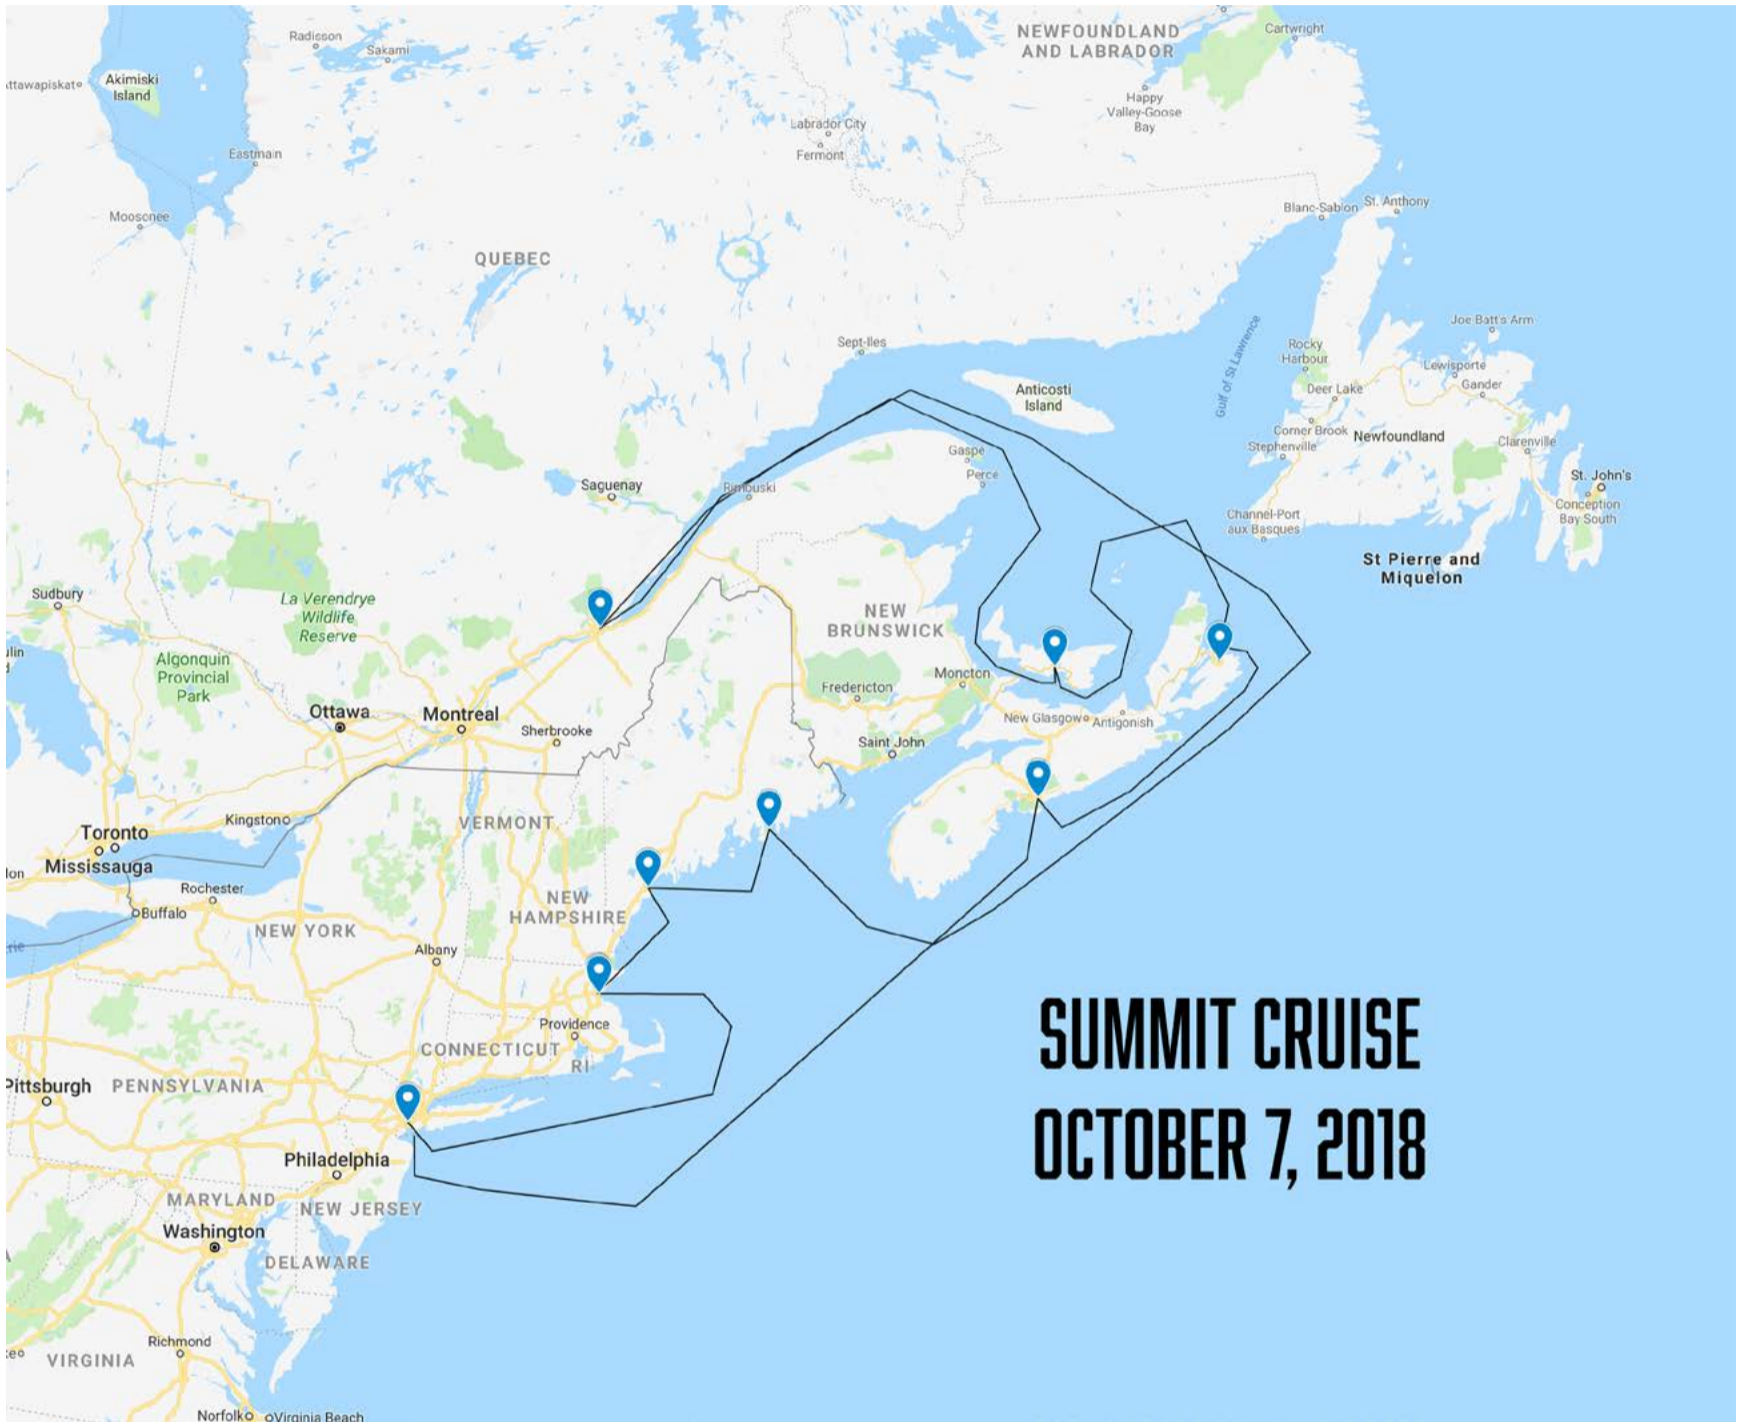 Radisson
Sakami
NEWFOUNDLAND
AND LABRADOR
Cartwright
ttawapiskat
Akimiski
Island
Happy
Valley-Goose
Bay
Labrador City
Fermont
Eastmain
Moosonee
Blanc-Sablon
St. Anthony
QUEBEC
Gulf of St Lawrence
Joe Batt's Arm
Sept-Iles
Rocky
Harbour
Lewisporte
Gander
Deer Lake
Anticosti
Island
Corner Brook
Newfoundland
Stephenville
Clarenville
Gaspe
Perce
Saguenay
Rimouski
St. John's
Conception
Bay South
Channel-Port
aux Basques
St Pierre and
Miquelon
Sudbury
La Verendrye
Wildlife
Reserve
NEW
BRUNSWICK
Algonquin
Provincial
Park
Moncton
Fredericton
Ottawa
Montreal
Sherbrooke
New Glasgow
Antigonish
Saint John
Kingston
VERMONT
Toronto
Mississauga
lon
Rochester
Buffalo
NEW
HAMPSHIRE
NEW YORK
Albany
rie
Providence
CONNECTICUT
RI
SUMMIT CRUISE
OCTOBER 7, 2018
Pittsburgh
PENNSYLVANIA
Philadelphia
MARYLAND
NEW JERSEY
Washington
DELAWARE
Richmond
VIRGINIA
Norfolk
Virginia Beach